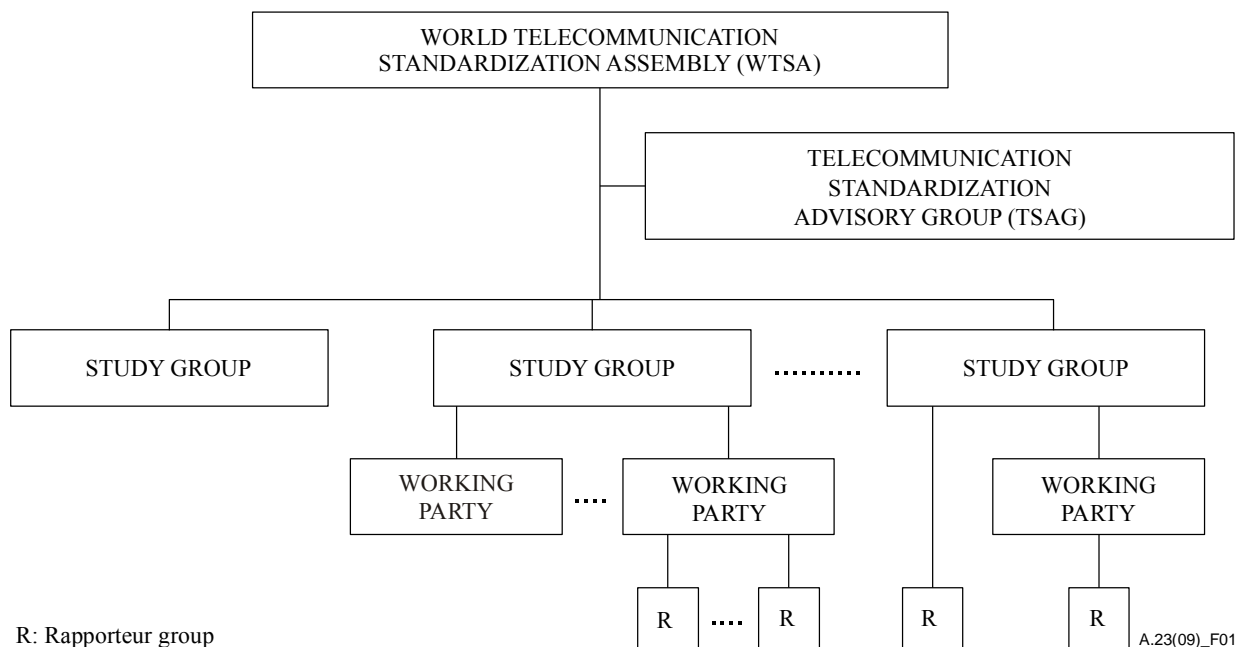 WORLD TELECOMMUNICATION
STANDARDIZATION ASSEMBLY (WTSA)
TELECOMMUNICATION
STANDARDIZATION
ADVISORY GROUP (TSAG)
STUDY GROUP
STUDY GROUP
..........
STUDY GROUP
WORKING
PARTY
....
WORKING
PARTY
WORKING
PARTY
R
....
R
R
R
R: Rapporteur group
A.23(09)_F01